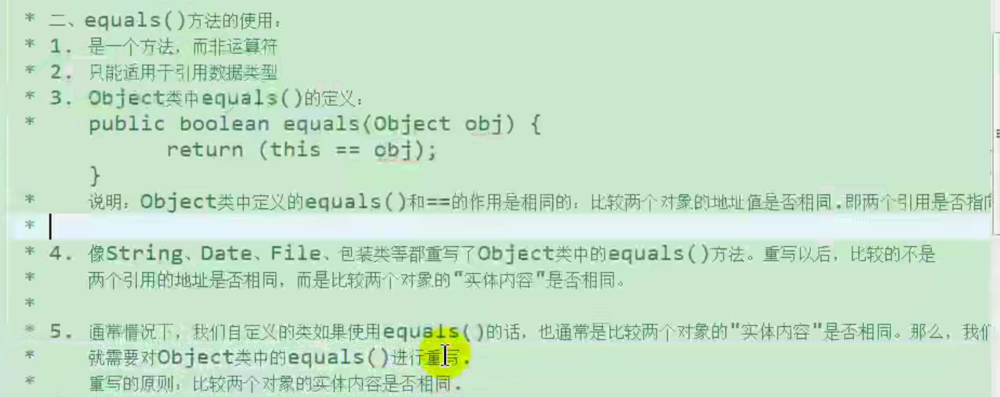 * 二、equals()方法的使用：
* 1. 是一个方法，而非运算符
* 2. 只能适用于引用数据类型
* 3. Object类中equals()的定义：
* public boolean equals(Object obj) {
return (this == obj);
}
* 说明：Object类中定义的equals()和==的作用是相同的：比较两个对象的地址值是否相同.即两个引用是否指向
*
* 4. 像String、Date、File、包装类等都重写了Object类中的equals()方法。重写以后，比较的不是
* 两个引用的地址是否相同，而是比较两个对象的"实体内容"是否相同。
*
* 5. 通常情况下，我们自定义的类如果使用equals()的话，也通常是比较两个对象的"实体内容"是否相同。那么，我们
* 就需要对Object类中的equals()进行重写.
* 重写的原则：比较两个对象的实体内容是否相同.